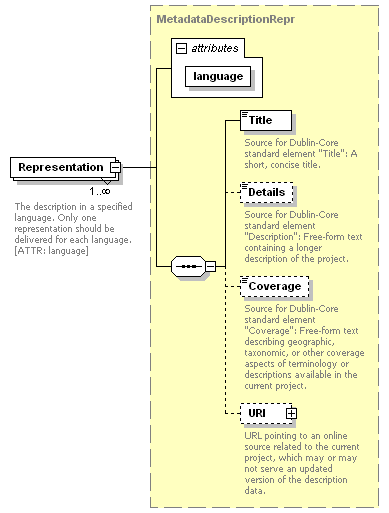 MetadataDescriptionRepr
attributes
language
Title
Source for Dublin-Core
standard element "Title": A
short, concise title.
Representation
1..∞
The description in a specified
language. Only one
representation should be
delivered for each language.
[ATTR: language]
Details
Source for Dublin-Core
standard element
"Description": Free-form text
containing a longer
description of the project.
Coverage
Source for Dublin-Core
standard element
"Coverage": Free-form text
describing geographic,
taxonomic, or other coverage
aspects of terminology or
descriptions available in the
current project.
URI
URL pointing to an online
source related to the current
project, which may or may
not serve an updated
version of the description
data.